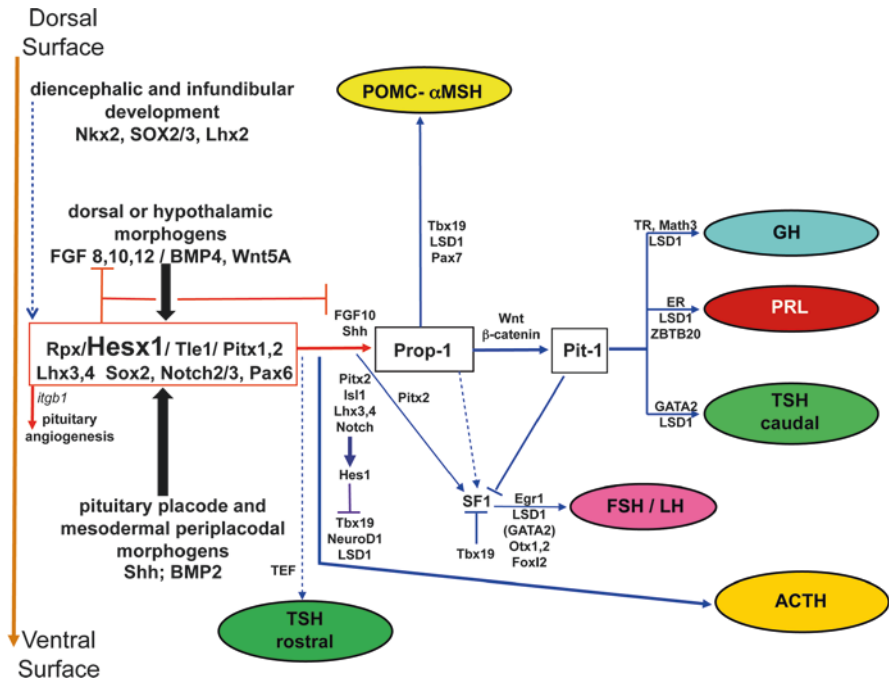 Dorsal
Surface
diencephalic and infundibular
development
Nkx2, SOX2/3, Lhx2
POMC- αMSH
dorsal or hypothalamic
morphogens
FGF 8,10,12 / BMP4, Wnt5A
Tbx19
LSD1
Pax7
TR, Math3
LSD1
GH
FGF10
Shh
Wnt
β-catenin
ER
LSD1
ZBTB20
PRL
Rpx/Hesx1/ Tle1/ Pitx1,2
Lhx3,4 Sox2, Notch2/3, Pax6
Prop-1
Pit-1
itgb1
pituitary
angiogenesis
Pitx2
Isl1
Lhx3,4
Notch
Pitx2
GATA2
LSD1
TSH
caudal
Hes1
pituitary placode and
mesodermal periplacodal
morphogens
Shh; BMP2
Tbx19
NeuroD1
LSD1
SF1
Tbx19
Egr1
LSD1
(GATA2)
Otx1,2
Foxl2
FSH / LH
TEF
TSH
rostral
ACTH
Ventral
Surface